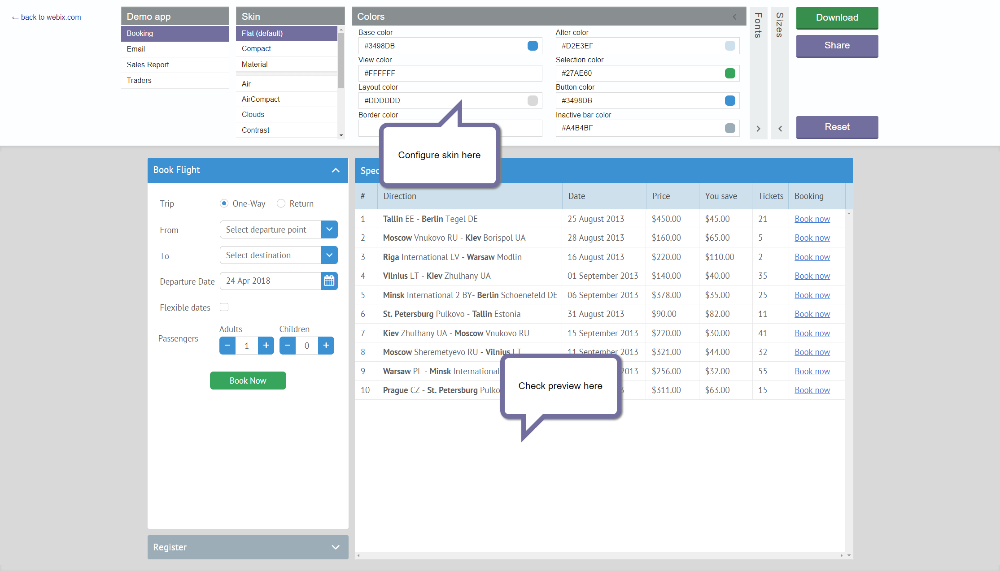 ← back to webix.com
Demo app
Booking
Email
Sales Report
Traders
Skin
Flat (default)
Compact
Material
Air
AirCompact
Clouds
Contrast
Colors
Base color
#3498DB
Alter color
#D2E3EF
View color
#FFFFFF
Selection color
#27AE60
Layout color
#DDDDDD
Button color
#3498DB
Border color
Inactive bar color
#A4B4BF
Fonts
Sizes
Download
Share
Reset
Configure skin here
Book Flight
Trip One-Way Return
From Select departure point
To Select destination
Departure Date 24 Apr 2018
Flexible dates
Adults Children
Passengers − 1 + − 0 +
Book Now
Register
# Direction Date Price You save Tickets Booking
1 Tallin EE - Berlin Tegel DE 25 August 2013 $450.00 $45.00 21 Book now
2 Moscow Vnukovo RU - Kiev Borispol UA 28 August 2013 $160.00 $65.00 5 Book now
3 Riga International LV - Warsaw Modlin 16 August 2013 $220.00 $110.00 2 Book now
4 Vilnius LT - Kiev Zhulhany UA 01 September 2013 $140.00 $40.00 35 Book now
5 Minsk International 2 BY- Berlin Schoenefeld DE 06 September 2013 $378.00 $35.00 25 Book now
6 St. Petersburg Pulkovo - Tallin Estonia 31 August 2013 $90.00 $82.00 11 Book now
7 Kiev Zhulhany UA - Moscow Vnukovo RU 15 September 2013 $220.00 $30.00 41 Book now
8 Moscow Sheremetyevo RU - Vilnius LT 11 September 2013 $321.00 $44.00 32 Book now
9 Warsaw PL - Minsk International 2013 $256.00 $32.00 55 Book now
10 Prague CZ - St. Petersburg $311.00 $63.00 15 Book now
Check preview here